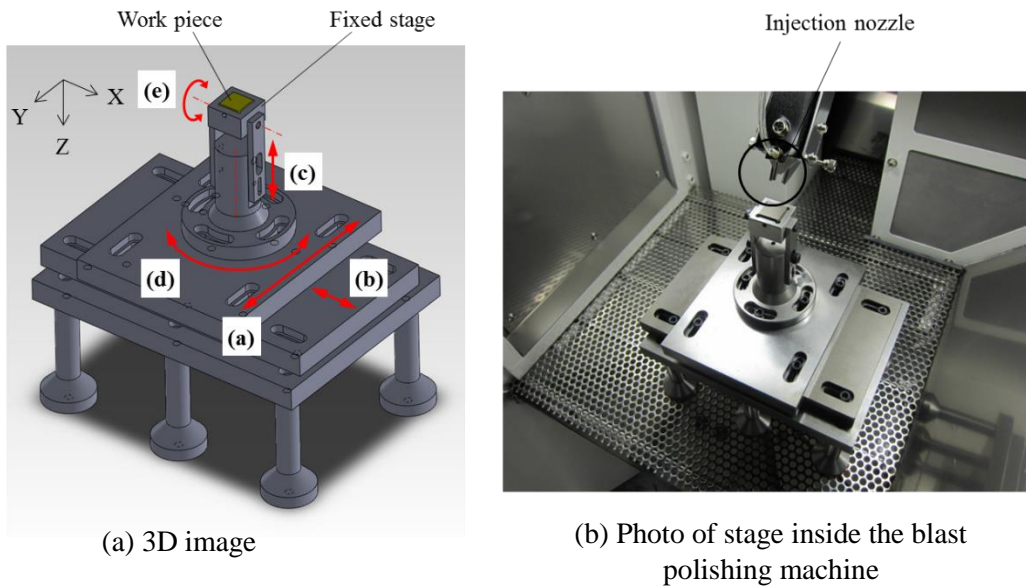 Work piece
Fixed stage
Injection nozzle
(e)
X
Y
Z
(c)
(d)
(b)
(a)
(a) 3D image
(b) Photo of stage inside the blast
polishing machine